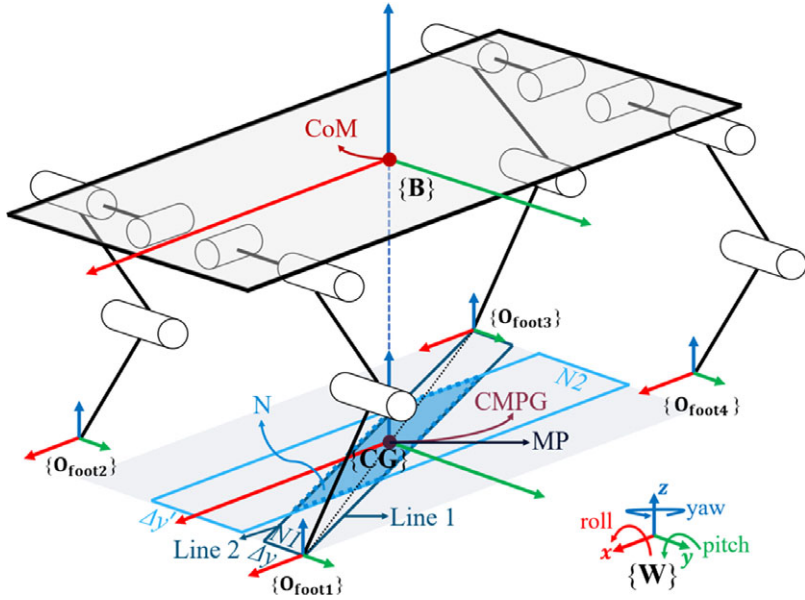 CoM
{B}
{O_foot3}
N2
N
CMPG
{O_foot4}
MP
{O_foot2}
{CG}
Δy'
Line 1
z
yaw
Line 2
N1
Δy
roll
x
y
pitch
{O_foot1}
{W}